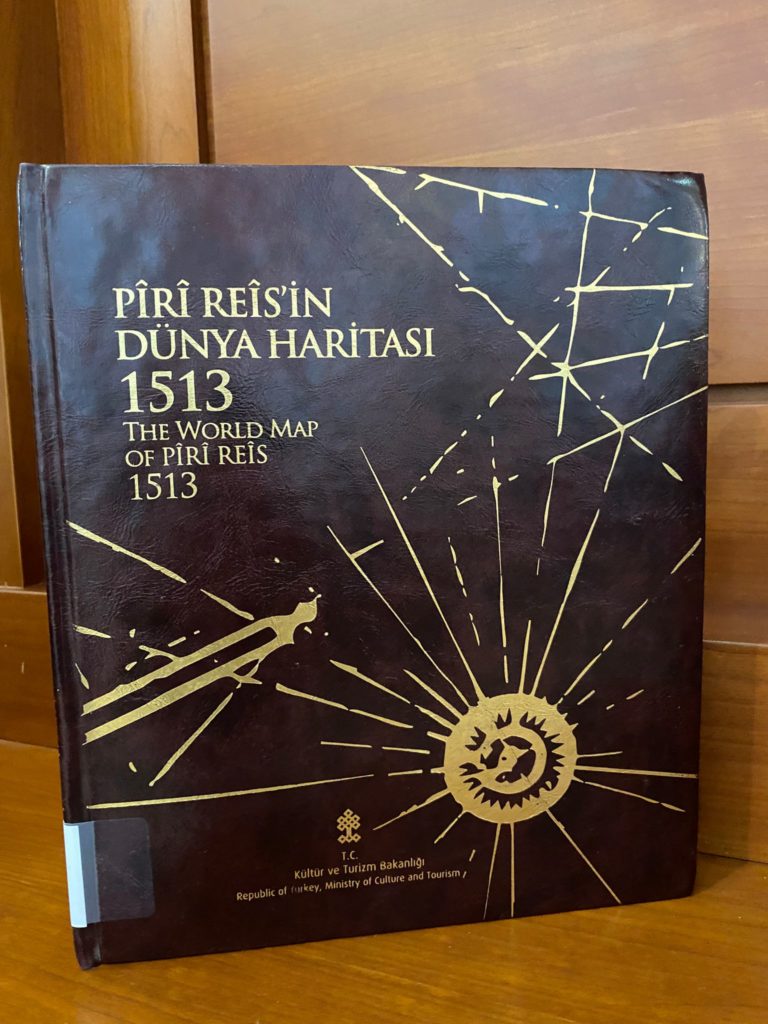 PÎRÎ REÎS'İN
DÜNYA HARİTASI
1513
THE WORLD MAP
OF PÎRÎ REÎS
1513
T.C.
Kültür ve Turizm Bakanlığı
Republic of Turkey, Ministry of Culture and Tourism